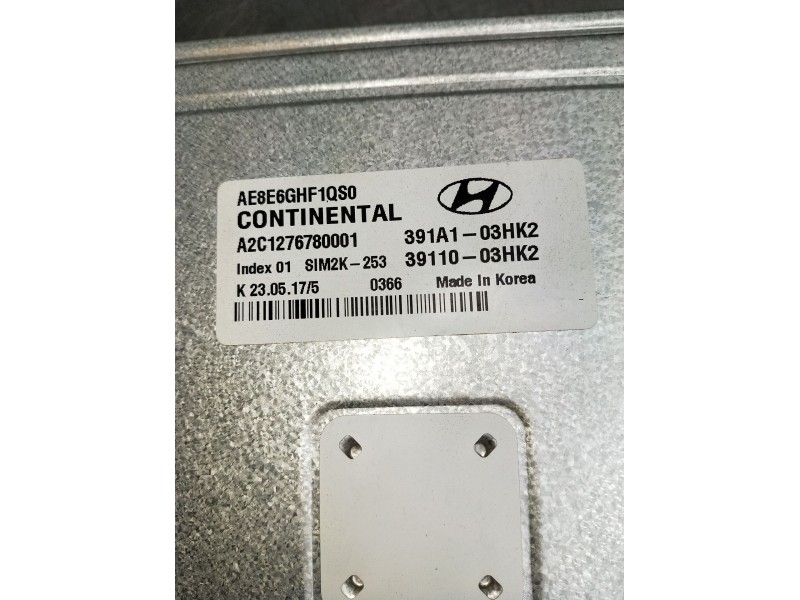 AE8E6GHF1QS0
CONTINENTAL
A2C1276780001 391A1-03HK2
Index 01 SIM2K-253 39110-03HK2
K 23.05.17/5 0366 Made In Korea